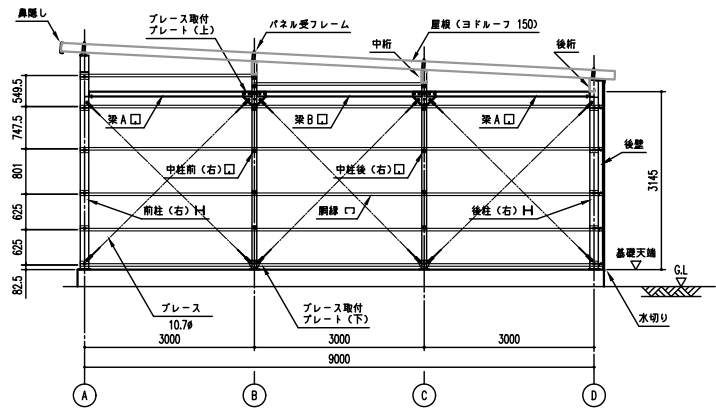 鼻隠し
ブレース取付
プレート（上）
パネル受フレーム
中桁
屋根（ヨドルーフ 150）
後桁
549.5
747.5
801
625
625
82.5
梁A
梁B
梁A
中柱前（右）
中柱後（右）
前柱（右）
胴縁
後柱（右）
後壁
3145
基礎天端
G.L
水切り
ブレース
10.7φ
ブレース取付
プレート（下）
3000
3000
3000
9000
A
B
C
D